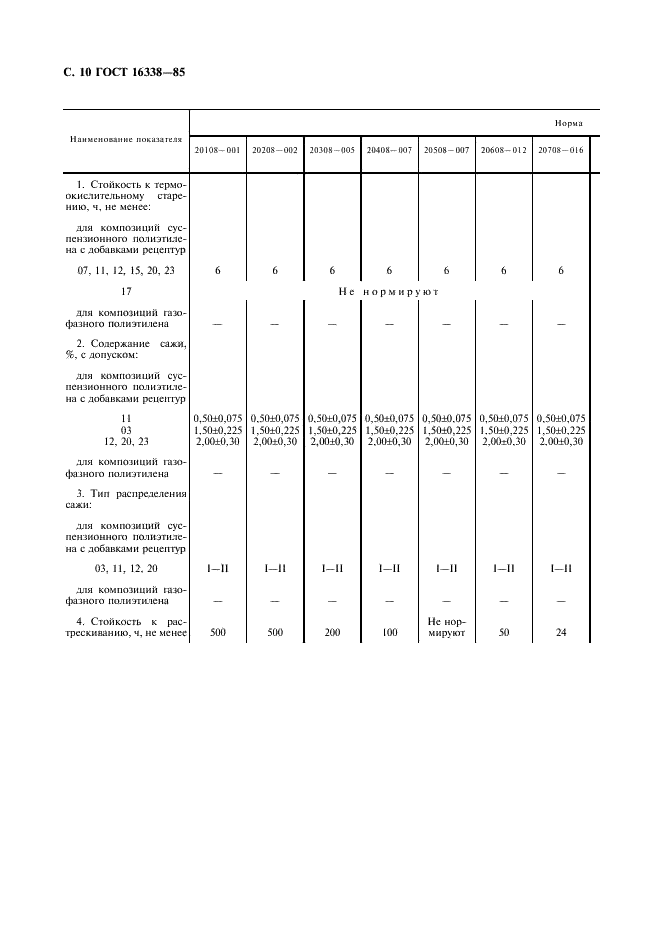 С. 10 ГОСТ 16338—85
Наименование показателя
Норма
20108—001 20208—002 20308—005 20408—007 20508—007 20608—012 20708—016
1. Стойкость к термо-
окислительному старе-
нию, ч, не менее:
для композиций сус-
пензионного полиэтиле-
на с добавками рецептур
07, 11, 12, 15, 20, 23 6 6 6 6 6 6 6
17 Не нормируют
для композиций газо-
фазного полиэтилена — — — — — — —
2. Содержание сажи,
%, с допуском:
для композиций сус-
пензионного полиэтиле-
на с добавками рецептур
11 0,50±0,075 0,50±0,075 0,50±0,075 0,50±0,075 0,50±0,075 0,50±0,075 0,50±0,075
03 1,50±0,225 1,50±0,225 1,50±0,225 1,50±0,225 1,50±0,225 1,50±0,225 1,50±0,225
12, 20, 23 2,00±0,30 2,00±0,30 2,00±0,30 2,00±0,30 2,00±0,30 2,00±0,30 2,00±0,30
для композиций газо-
фазного полиэтилена — — — — — — —
3. Тип распределения
сажи:
для композиций сус-
пензионного полиэтиле-
на с добавками рецептур
03, 11, 12, 20 I—II I—II I—II I—II I—II I—II I—II
для композиций газо-
фазного полиэтилена — — — — — — —
4. Стойкость к рас- Не нор-
трескиванию, ч, не менее 500 500 200 100 мируют 50 24